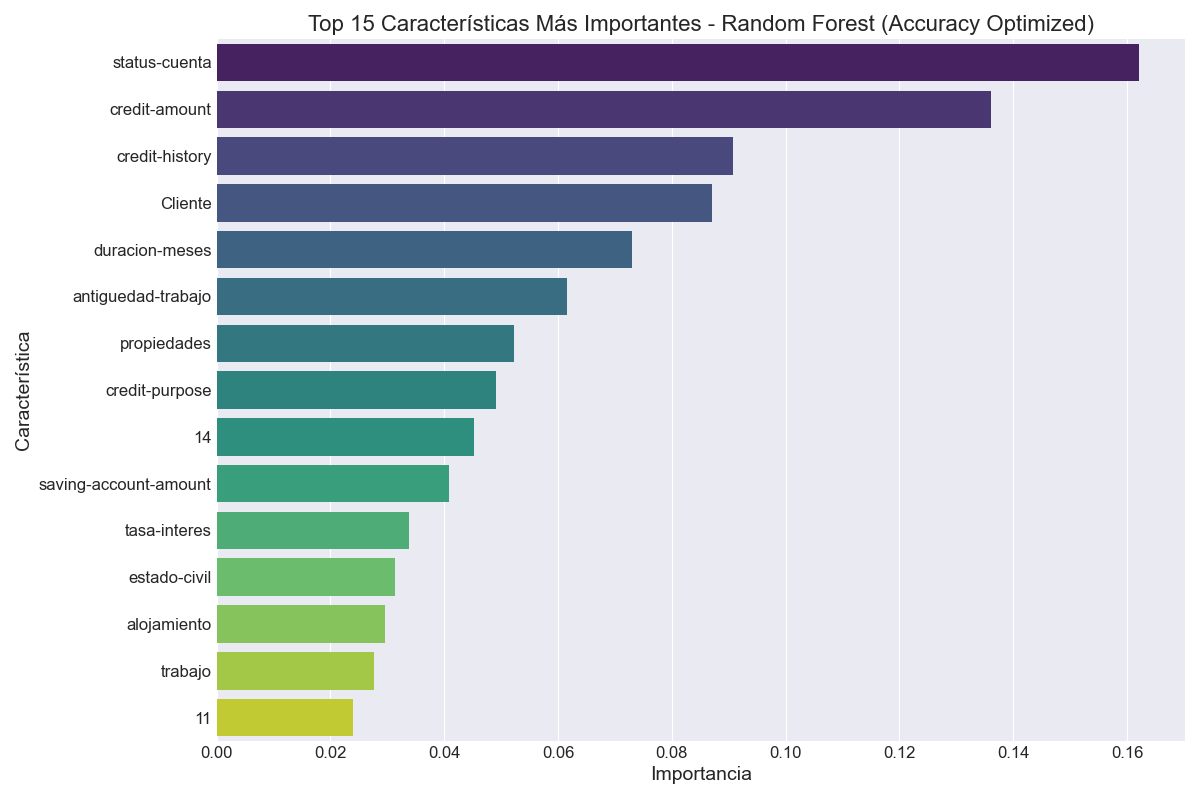 Top 15 Características Más Importantes - Random Forest (Accuracy Optimized)
Característica
status-cuenta
credit-amount
credit-history
Cliente
duracion-meses
antiguedad-trabajo
propiedades
credit-purpose
14
saving-account-amount
tasa-interes
estado-civil
alojamiento
trabajo
11
0.00 0.02 0.04 0.06 0.08 0.10 0.12 0.14 0.16
Importancia